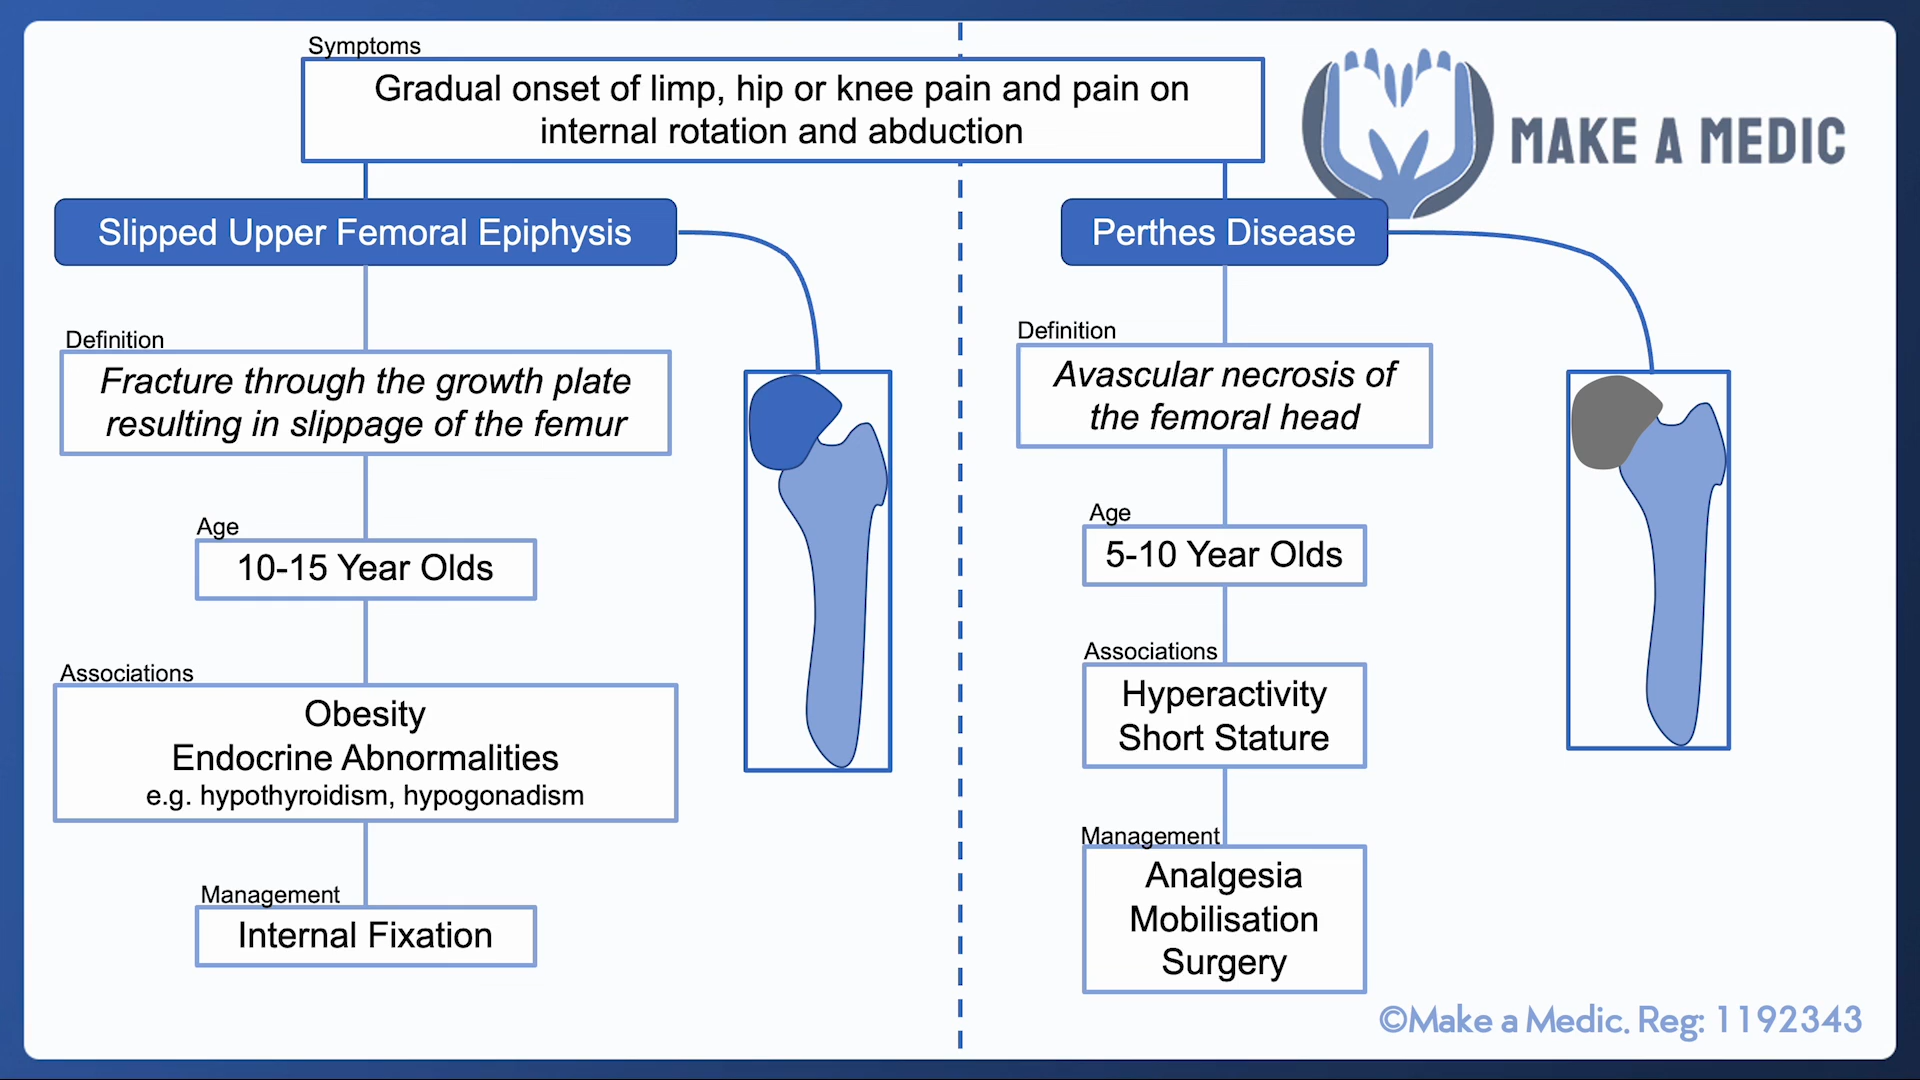 Symptoms
Gradual onset of limp, hip or knee pain and pain on
internal rotation and abduction
MAKE A MEDIC
Slipped Upper Femoral Epiphysis
Definition
Fracture through the growth plate
resulting in slippage of the femur
Age
10-15 Year Olds
Associations
Obesity
Endocrine Abnormalities
e.g. hypothyroidism, hypogonadism
Management
Internal Fixation
Perthes Disease
Definition
Avascular necrosis of
the femoral head
Age
5-10 Year Olds
Associations
Hyperactivity
Short Stature
Management
Analgesia
Mobilisation
Surgery
©Make a Medic. Reg: 1192343